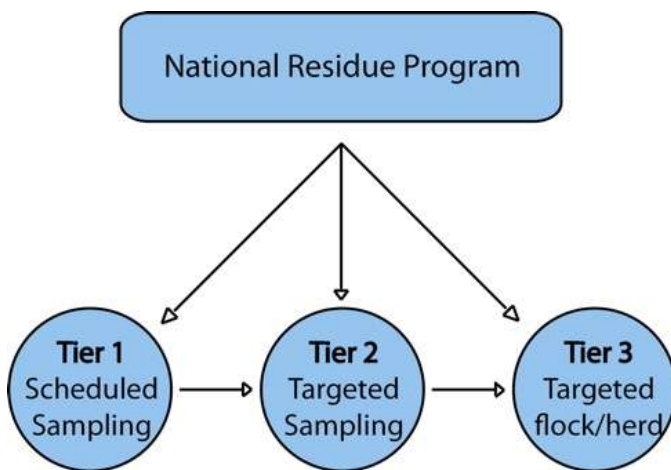 National Residue Program
Tier 1
Scheduled
Sampling
Tier 2
Targeted
Sampling
Tier 3
Targeted
flock/herd/